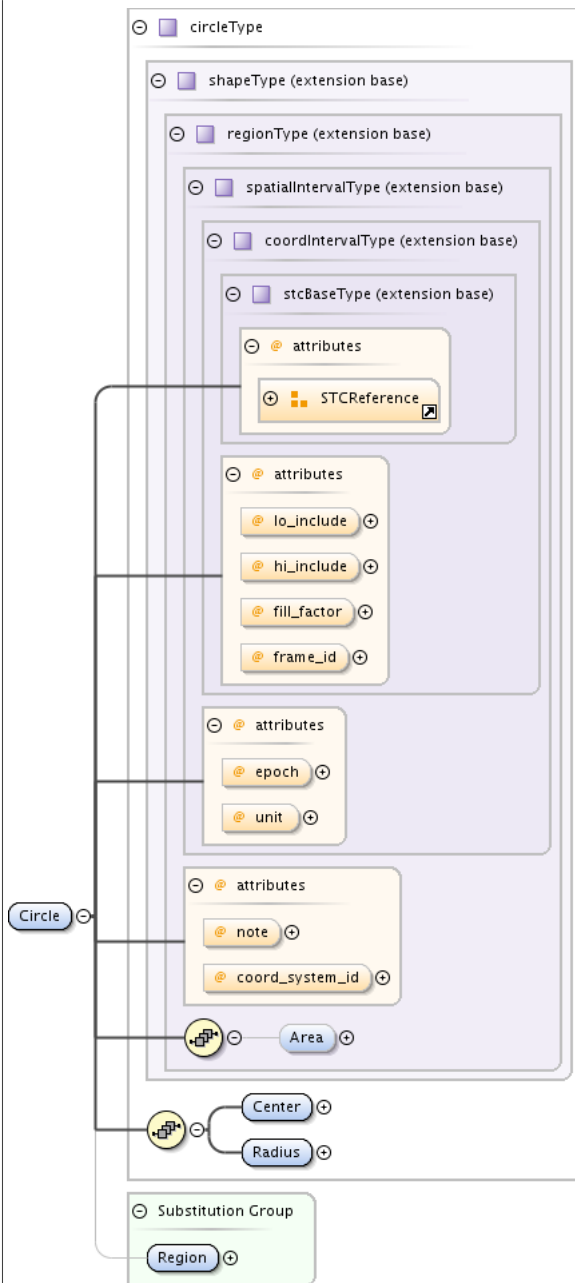 circleType
shapeType (extension base)
regionType (extension base)
spatialIntervalType (extension base)
coordIntervalType (extension base)
stcBaseType (extension base)
@ attributes
STCReference
@ attributes
@ lo_include
@ hi_include
@ fill_factor
@ frame_id
@ attributes
@ epoch
@ unit
@ attributes
Circle
@ note
@ coord_system_id
Area
Center
Radius
Substitution Group
Region